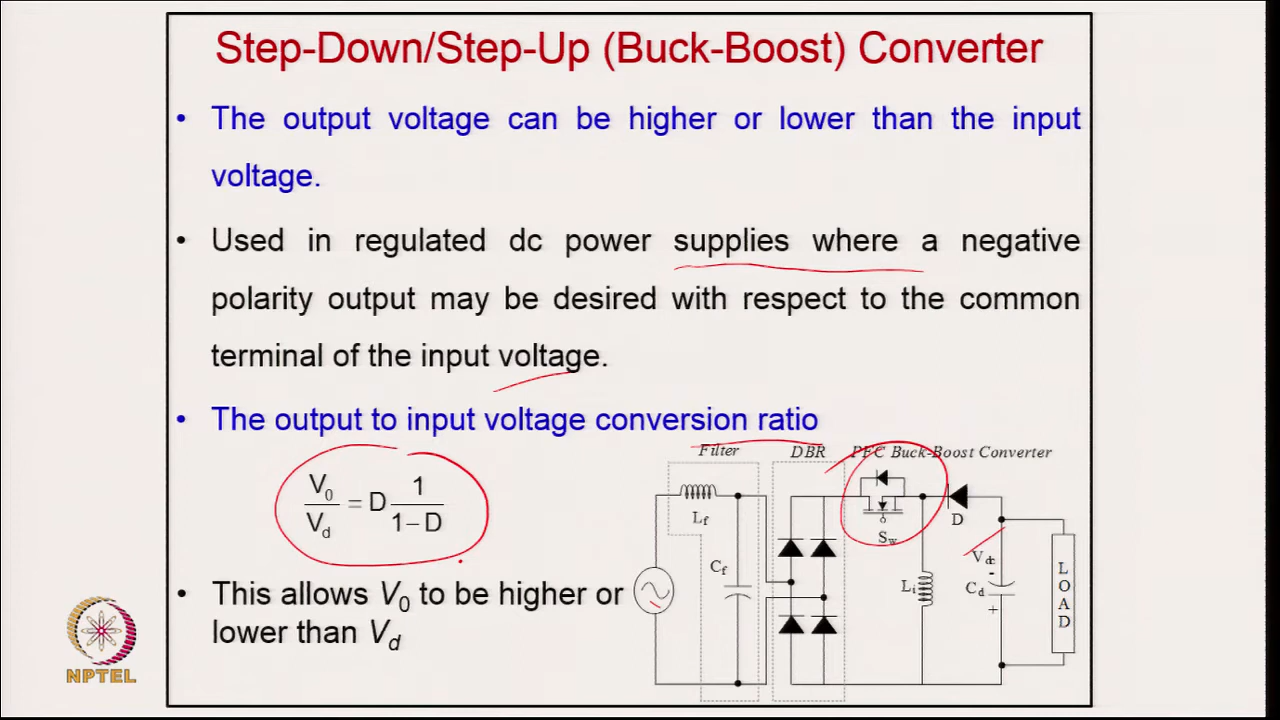 Step-Down/Step-Up (Buck-Boost) Converter
• The output voltage can be higher or lower than the input
voltage.
• Used in regulated dc power supplies where a negative
polarity output may be desired with respect to the common
terminal of the input voltage.
• The output to input voltage conversion ratio
V0/Vd = D 1/(1−D)
• This allows V0 to be higher or
lower than Vd
Filter DBR PFC Buck-Boost Converter
Lf
Cf
Sw
D
Li
Vdc
-
Cd
+
LOAD
NPTEL